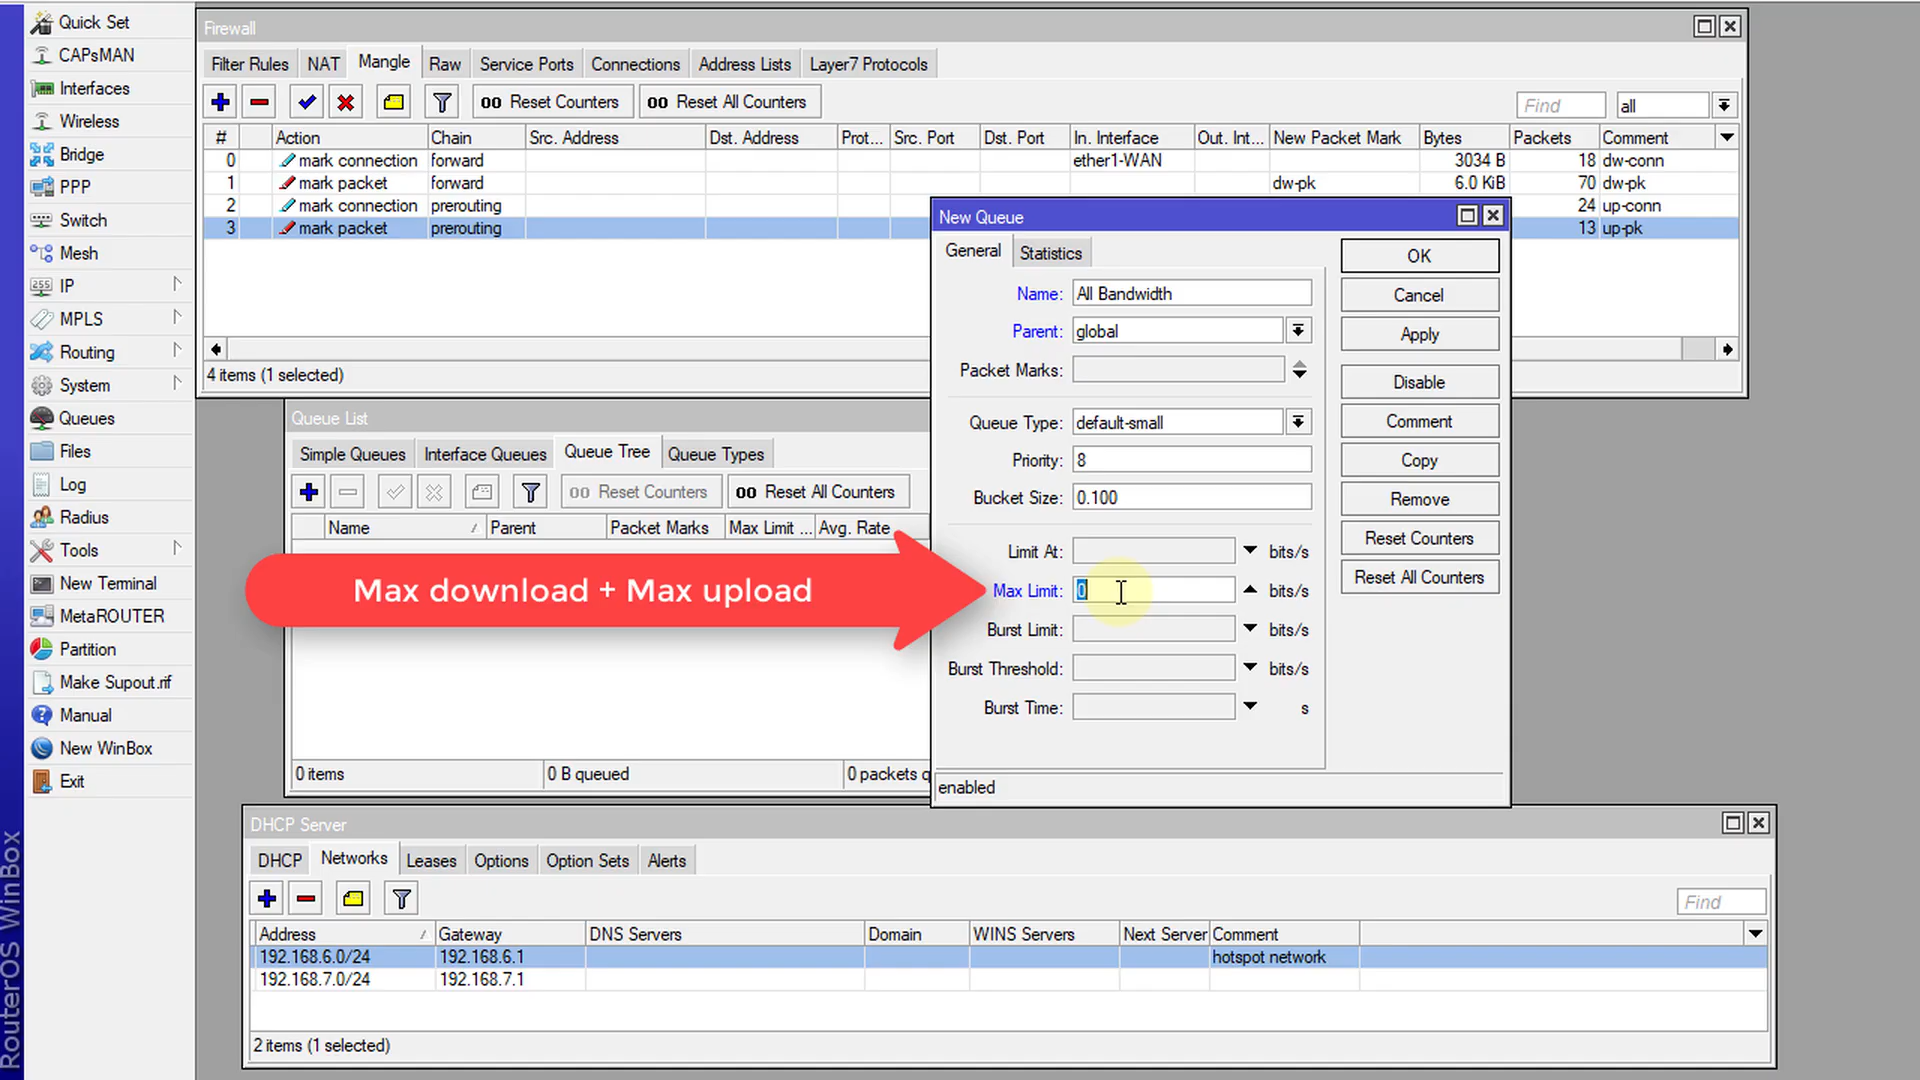 Quick Set
CAPsMAN
Interfaces
Wireless
Bridge
PPP
Switch
Mesh
IP
MPLS
Routing
System
Queues
Files
Log
Radius
Tools
New Terminal
MetaROUTER
Partition
Make Supout.rif
Manual
New WinBox
Exit
RouterOS WinBox
Firewall
Filter Rules NAT Mangle Raw Service Ports Connections Address Lists Layer7 Protocols
00 Reset Counters 00 Reset All Counters Find all
# Action Chain Src. Address Dst. Address Prot... Src. Port Dst. Port In. Interface Out. Int... New Packet Mark Bytes Packets Comment
0 mark connection forward ether1-WAN 3034 B 18 dw-conn
1 mark packet forward dw-pk 6.0 KiB 70 dw-pk
2 mark connection prerouting 24 up-conn
3 mark packet prerouting 13 up-pk
4 items (1 selected)
Queue List
Simple Queues Interface Queues Queue Tree Queue Types
00 Reset Counters 00 Reset All Counters
Name / Parent Packet Marks Max Limit ... Avg. Rate
Max download + Max upload
0 items 0 B queued 0 packets q
New Queue
General Statistics
Name: All Bandwidth
Parent: global
Packet Marks:
Queue Type: default-small
Priority: 8
Bucket Size: 0.100
Limit At: bits/s
Max Limit: 0 bits/s
Burst Limit: bits/s
Burst Threshold: bits/s
Burst Time: s
enabled
OK
Cancel
Apply
Disable
Comment
Copy
Remove
Reset Counters
Reset All Counters
DHCP Server
DHCP Networks Leases Options Option Sets Alerts
Find
Address / Gateway DNS Servers Domain WINS Servers Next Server Comment
192.168.6.0/24 192.168.6.1 hotspot network
192.168.7.0/24 192.168.7.1
2 items (1 selected)